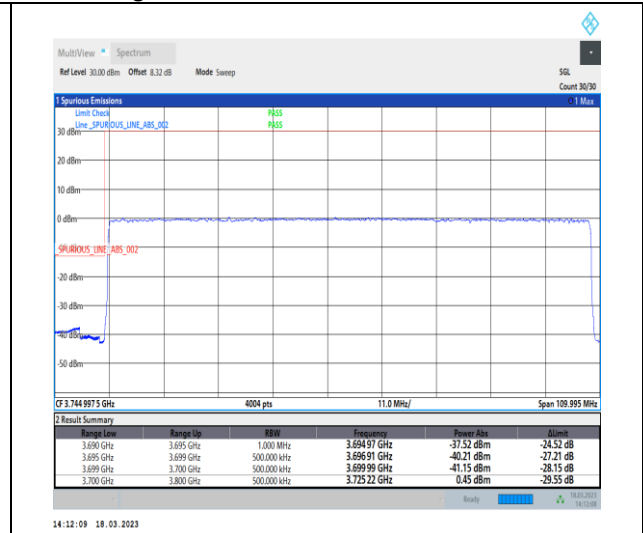 MultiView Spectrum
Ref Level 30.00 dBm Offset 8.32 dB Mode Sweep SGL
Count 30/30
1 Spurious Emissions 1 Max
Limit Check PASS
Line _SPURIOUS_LINE_ABS_002 PASS
30 dBm
20 dBm
10 dBm
0 dBm
_SPURIOUS_LINE_ABS_002
-20 dBm
-30 dBm
-40 dBm
-50 dBm
CF 3.744 997 5 GHz 4004 pts 11.0 MHz/ Span 109.995 MHz
2 Result Summary
Range Low Range Up RBW Frequency Power Abs ΔLimit
3.690 GHz 3.695 GHz 1.000 MHz 3.694 97 GHz -37.52 dBm -24.52 dB
3.695 GHz 3.699 GHz 500.000 kHz 3.696 91 GHz -40.21 dBm -27.21 dB
3.699 GHz 3.700 GHz 500.000 kHz 3.699 99 GHz -41.15 dBm -28.15 dB
3.700 GHz 3.800 GHz 500.000 kHz 3.725 22 GHz 0.45 dBm -29.55 dB
Ready 18.03.2023
14:12:08
14:12:09 18.03.2023